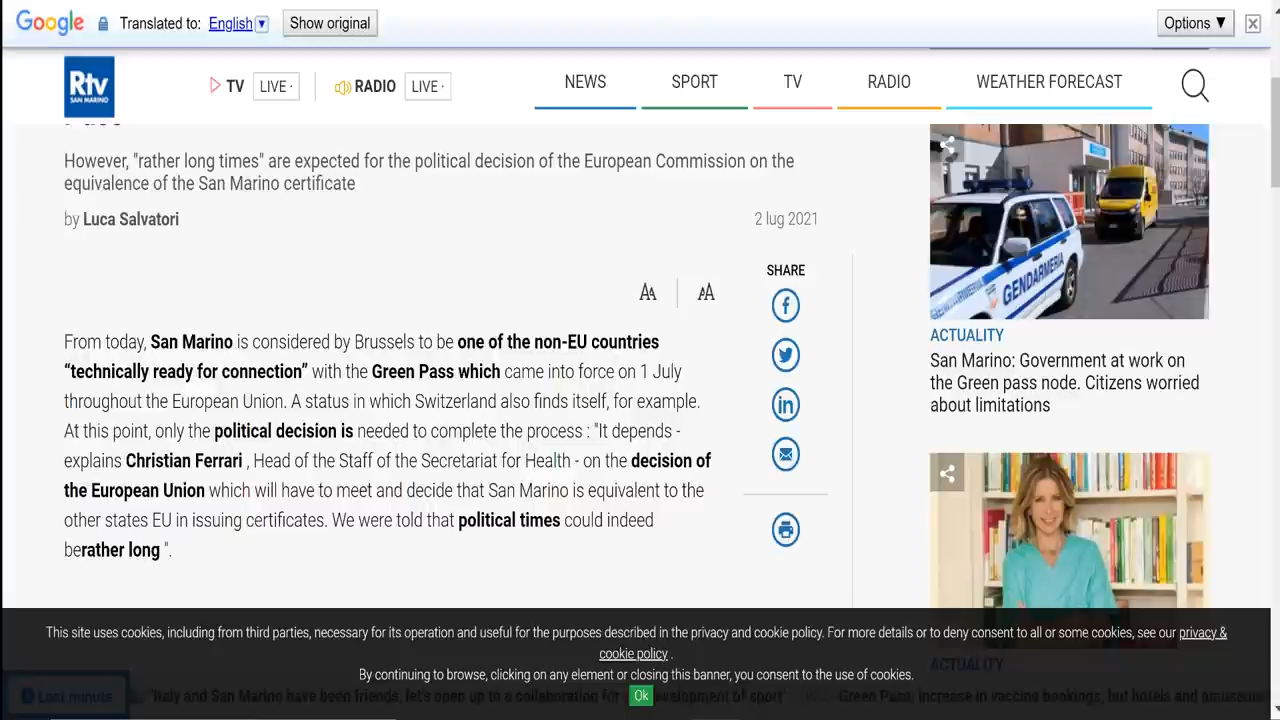 Google Translated to: English Show original Options ▼
Rtv
SAN MARINO
TV LIVE · RADIO LIVE · NEWS SPORT TV RADIO WEATHER FORECAST
However, "rather long times" are expected for the political decision of the European Commission on the
equivalence of the San Marino certificate
by Luca Salvatori 2 lug 2021
SHARE
AA AA
From today, San Marino is considered by Brussels to be one of the non-EU countries
“technically ready for connection” with the Green Pass which came into force on 1 July
throughout the European Union. A status in which Switzerland also finds itself, for example.
At this point, only the political decision is needed to complete the process : "It depends -
explains Christian Ferrari , Head of the Staff of the Secretariat for Health - on the decision of
the European Union which will have to meet and decide that San Marino is equivalent to the
other states EU in issuing certificates. We were told that political times could indeed
berather long ".
GENDARMERIA
ACTUALITY
San Marino: Government at work on
the Green pass node. Citizens worried
about limitations
ACTUALITY
This site uses cookies, including from third parties, necessary for its operation and useful for the purposes described in the privacy and cookie policy. For more details or to deny consent to all or some cookies, see our privacy &
cookie policy .
By continuing to browse, clicking on any element or closing this banner, you consent to the use of cookies.
Ok
Last minute "Italy and San Marino have been friends, let's open up to a collaboration for development of sport Green Pass: increase in vaccine bookings, but hotels and